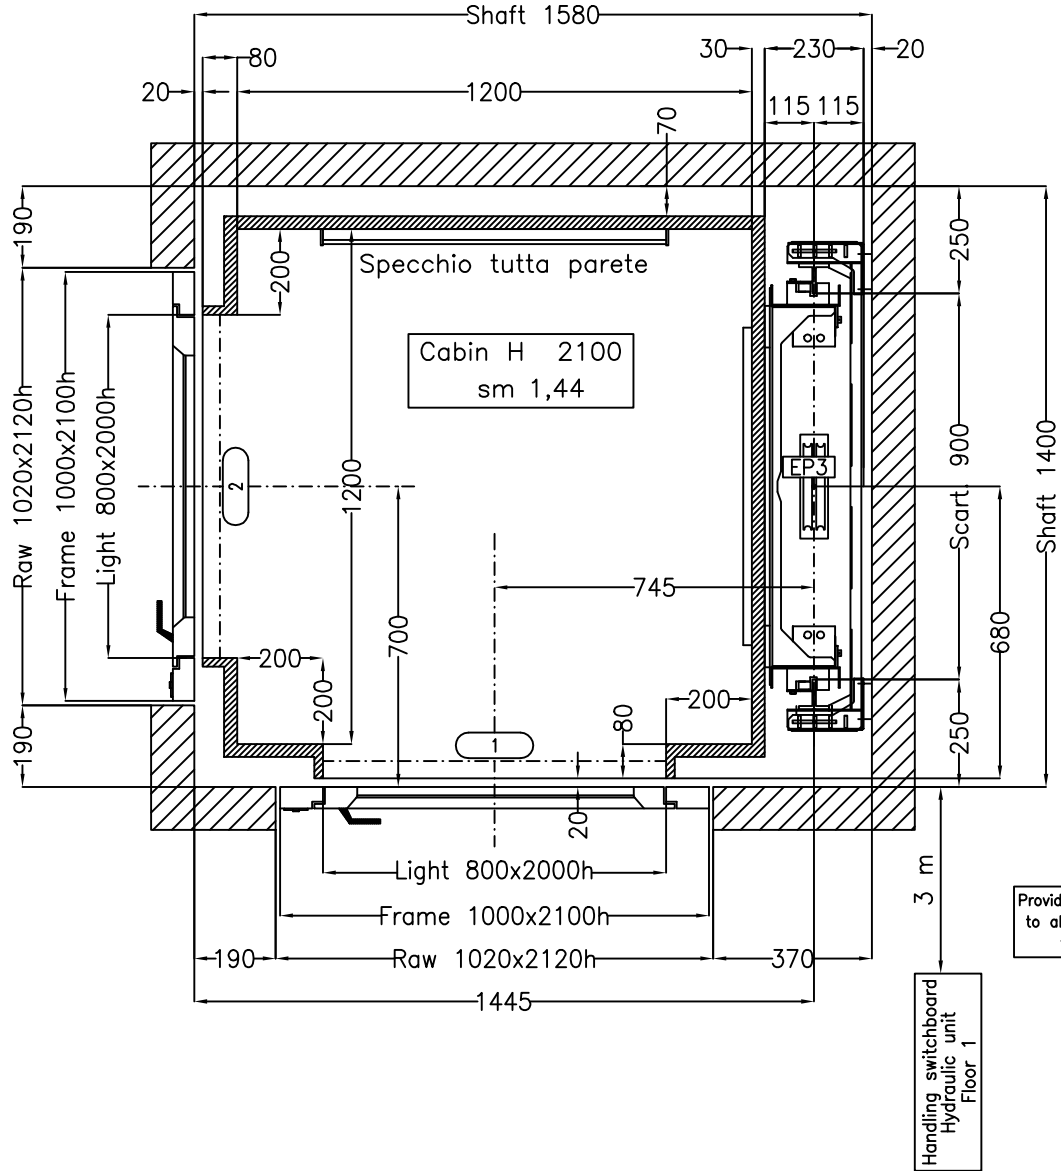 Shaft 1580
80
30
230
20
20
1200
115
115
70
190
200
250
Specchio tutta parete
Cabin H 2100
sm 1,44
Raw 1020x2120h
Frame 1000x2100h
Light 800x2000h
2
1200
EP3
Scart. 900
Shaft 1400
745
700
680
200
200
200
80
1
190
250
20
Light 800x2000h
3 m
Frame 1000x2100h
190
Raw 1020x2120h
370
1445
to
Handling switchboard
Hydraulic unit
Floor 1